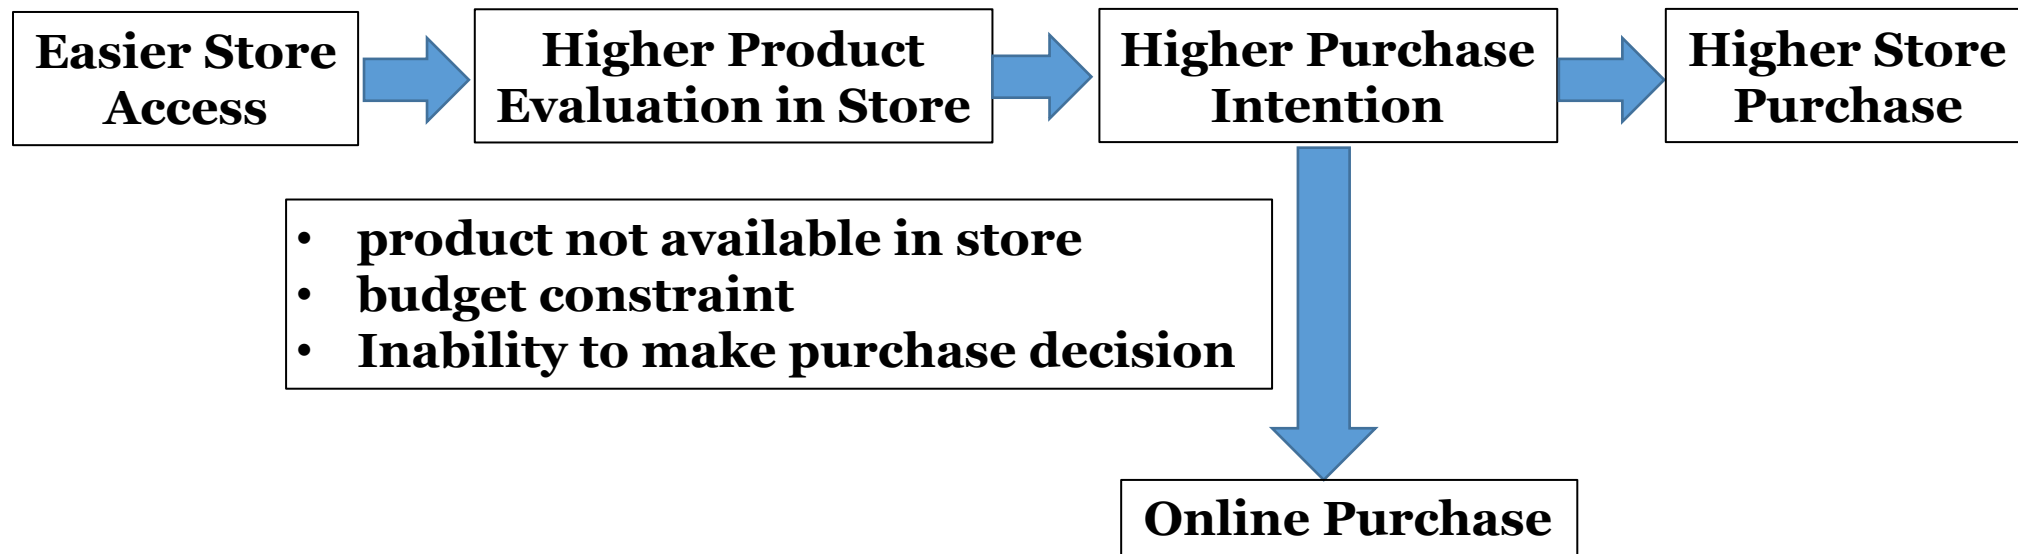 Easier Store
Access
Higher Product
Evaluation in Store
Higher Purchase
Intention
Higher Store
Purchase
• product not available in store
• budget constraint
• Inability to make purchase decision
Online Purchase